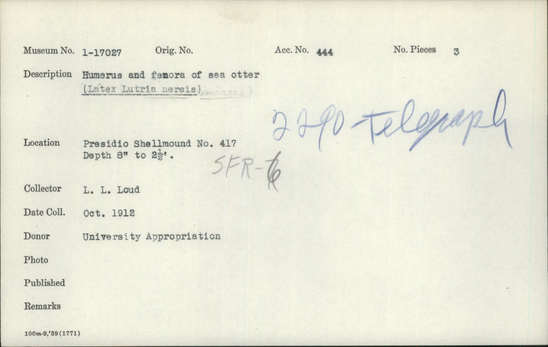 Museum No. 1-17027 Orig. No. Acc. No. 444 No. Pieces 3
Description Humerus and femora of sea otter
(Latex Lutria nereis)
2290 Telegraph
Location Presidio Shellmound No. 417
Depth 8" to 2½'.
SFR-6
Collector L. L. Loud
Date Coll. Oct. 1912
Donor University Appropriation
Photo
Published
Remarks
100m-9,'39(1771)